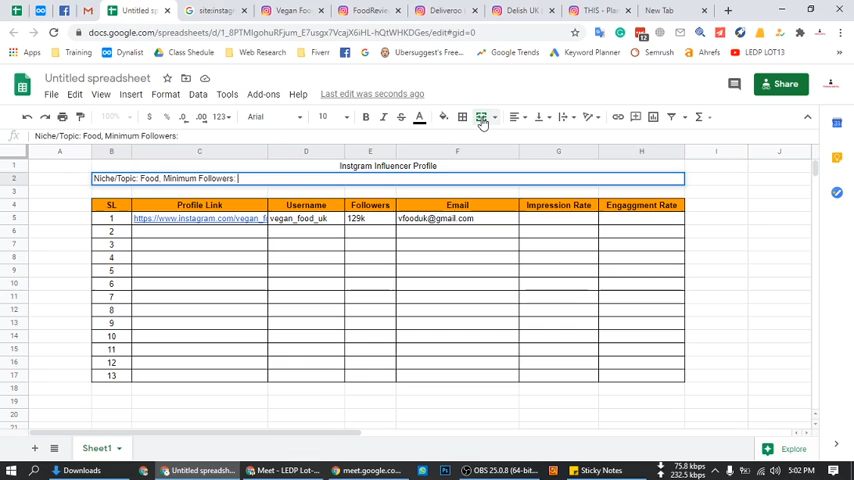 Untitled sp
site:instag
Vegan Food
FoodReview
Deliveroo
Delish UK
THIS - Plan
New Tab
docs.google.com/spreadsheets/d/1_8PTMIgohuRFjum_E7usgx7VcajX6iHL-hQtWHKDGes/edit#gid=0
Apps Training Dynalist Class Shedule Web Research Fiverr Ubersuggest's Free... Google Trends Keyword Planner Semrush Ahrefs LEDP LOT13
Untitled spreadsheet
File Edit View Insert Format Data Tools Add-ons Help Last edit was seconds ago
Share
100% $ % .0 .00 123 Arial 10 B I S A
fx Niche/Topic: Food, Minimum Followers:
A B C D E F G H I J
1 Instgram Influencer Profile
2 Niche/Topic: Food, Minimum Followers:
3
4 SL Profile Link Username Followers Email Impression Rate Engaggment Rate
5 1 https://www.instagram.com/vegan_f vegan_food_uk 129k vfooduk@gmail.com
6 2
7 3
8 4
9 5
10 6
11 7
12 8
13 9
14 10
15 11
16 12
17 13
18
19
20
21
Sheet1
Explore
Downloads
Untitled spreadsh...
Meet - LEDP Lot-...
meet.google.co...
OBS 25.0.8 (64-bit...
Sticky Notes
75.8 kbps
232.5 kbps
5:02 PM